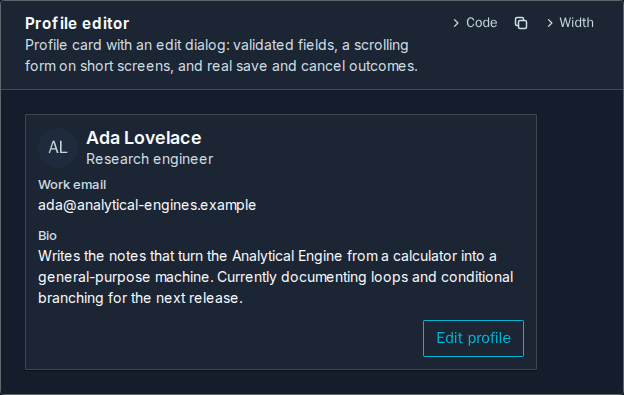 Profile editor
Code
Width
Profile card with an edit dialog: validated fields, a scrolling
form on short screens, and real save and cancel outcomes.
AL
Ada Lovelace
Research engineer
Work email
ada@analytical-engines.example
Bio
Writes the notes that turn the Analytical Engine from a calculator into a
general-purpose machine. Currently documenting loops and conditional
branching for the next release.
Edit profile